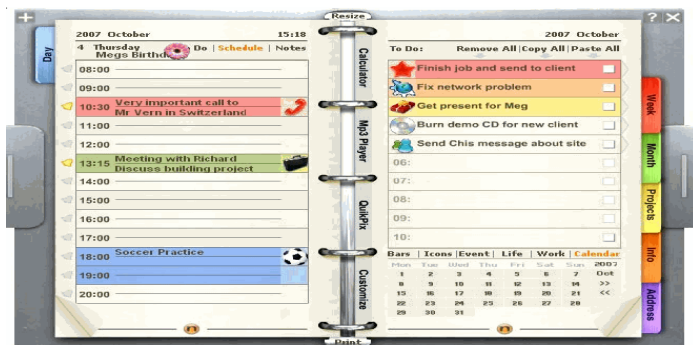 Resize
? X
Day
2007 October 15:18
4 Thursday
Megs Birthd
Do | Schedule | Notes
08:00
09:00
10:30 Very important call to
Mr Vern in Switzerland
11:00
12:00
13:15 Meeting with Richard
Discuss building project
14:00
15:00
16:00
17:00
18:00 Soccer Practice
19:00
20:00
Calculator
Mp3 Player
QuikPix
Customize
Print
2007 October
To Do: Remove All|Copy All|Paste All
Finish job and send to client
Fix network problem
Get present for Meg
Burn demo CD for new client
Send Chis message about site
06:
07:
08:
09:
10:
Bars | Icons | Event | Life | Work | Calendar
Mon Tue Wed Thu Fri Sat Sun 2007
1 2 3 4 5 6 7 Oct
8 9 10 11 12 13 14 >>
15 16 17 18 19 20 21 <<
22 23 24 25 26 27 28
29 30 31
Week
Month
Projects
Info
Address